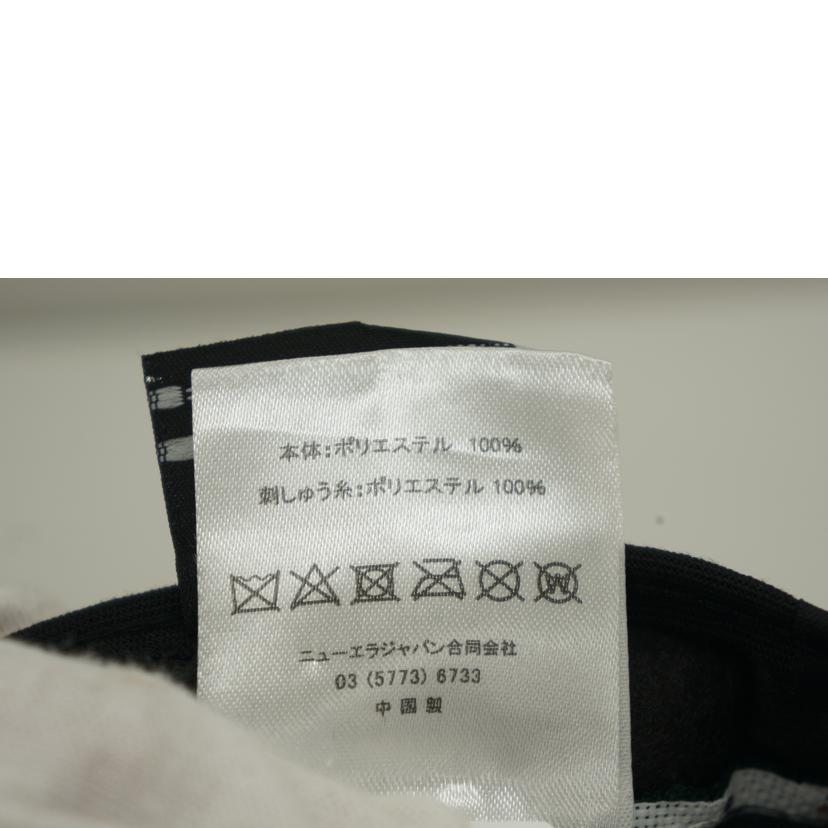 本体:ポリエステル 100%
刺しゅう糸:ポリエステル 100%
W
ニューエラジャパン合同会社
03 (5773) 6733
中国製